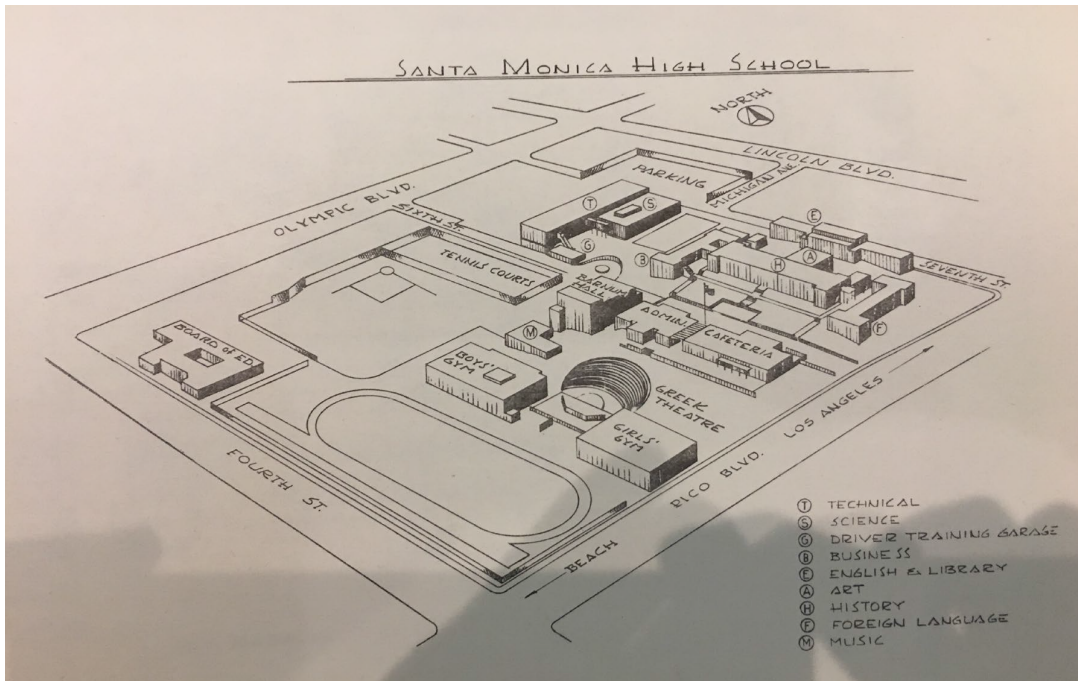 SANTA MONICA HIGH SCHOOL
NORTH
LINCOLN BLVD.
MICHIGAN AVE.
PARKING
OLYMPIC BLVD.
SIXTH ST.
T
S
E
TENNIS COURTS
G
B
H
A
SEVENTH ST.
BARNUM
HALL
BOARD OF ED.
M
ADMIN.
CAFETERIA
F
BOYS'
GYM
GREEK
THEATRE
GIRLS'
GYM
FOURTH ST.
PICO BLVD.
LOS ANGELES
BEACH
T TECHNICAL
S SCIENCE
G DRIVER TRAINING GARAGE
B BUSINESS
E ENGLISH & LIBRARY
A ART
H HISTORY
F FOREIGN LANGUAGE
M MUSIC